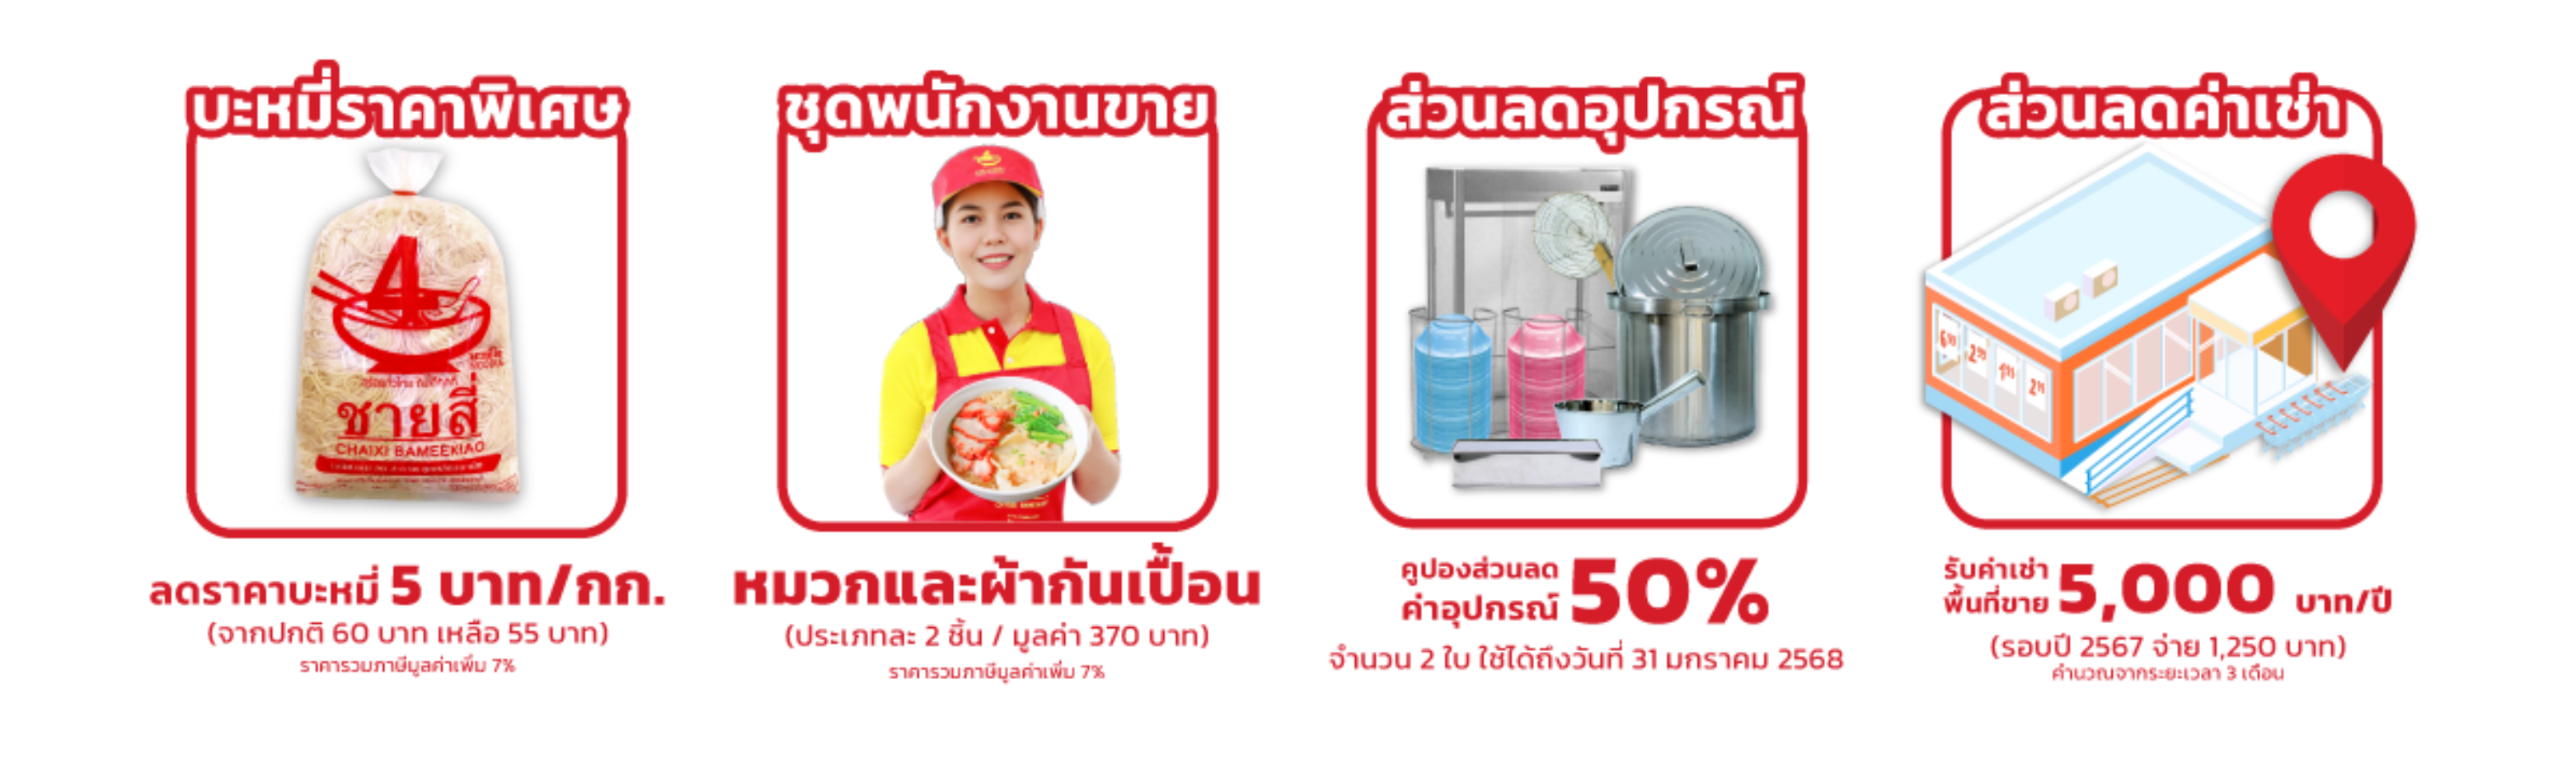 บะหมี่ราคาพิเศษ
ชายสี่
CHAIXI BAMEEKIAO
ลดราคาบะหมี่ 5 บาท/กก.
(จากปกติ 60 บาท เหลือ 55 บาท)
ราคารวมภาษีมูลค่าเพิ่ม 7%
ชุดพนักงานขาย
หมวกและผ้ากันเปื้อน
(ประเภทละ 2 ชิ้น / มูลค่า 370 บาท)
ราคารวมภาษีมูลค่าเพิ่ม 7%
ส่วนลดอุปกรณ์
คูปองส่วนลด
ค่าอุปกรณ์ 50%
จำนวน 2 ใบ ใช้ได้ถึงวันที่ 31 มกราคม 2568
ส่วนลดค่าเช่า
รับค่าเช่า
พื้นที่ขาย 5,000 บาท/ปี
(รอบปี 2567 จ่าย 1,250 บาท)
คำนวณจากระยะเวลา 3 เดือน